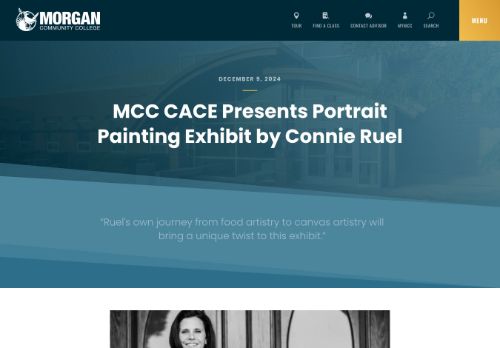 MORGAN
COMMUNITY COLLEGE
TOUR
FIND A CLASS
CONTACT ADVISOR
MYMCC
SEARCH
MENU
DECEMBER 9, 2024
MCC CACE Presents Portrait
Painting Exhibit by Connie Ruel
“Ruel's own journey from food artistry to canvas artistry will
bring a unique twist to this exhibit.”